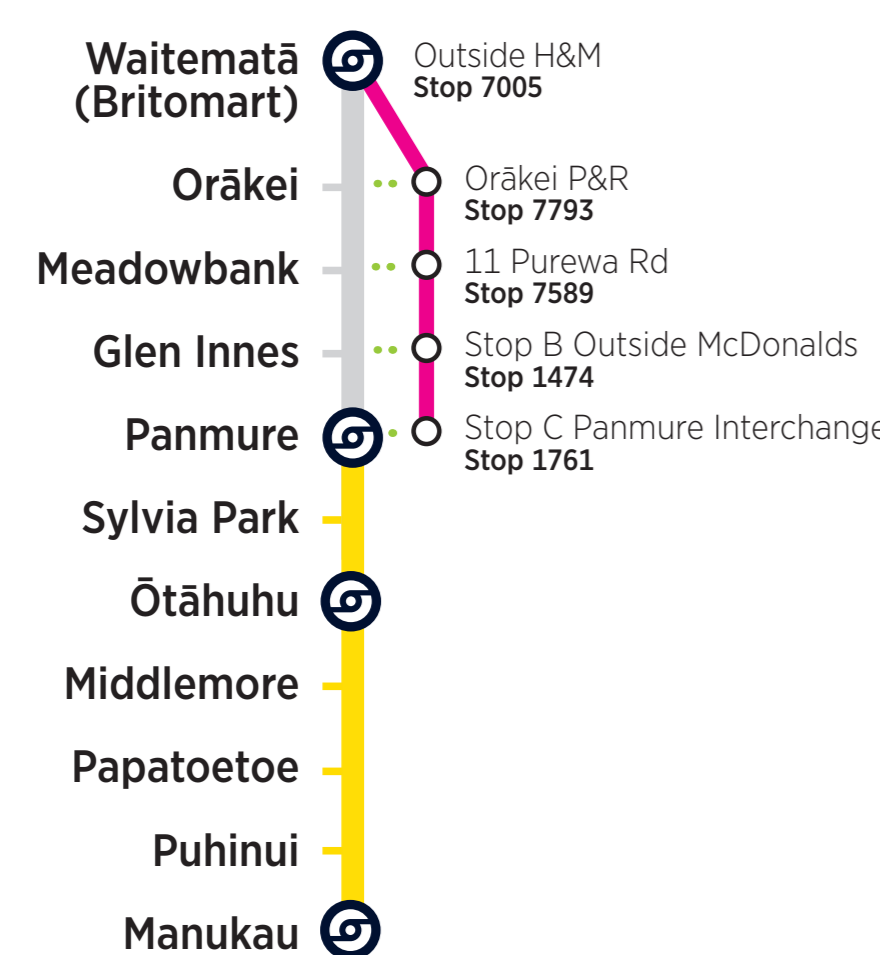 Waitematā
(Britomart)
Outside H&M
Stop 7005
Orākei
Orākei P&R
Stop 7793
Meadowbank
11 Purewa Rd
Stop 7589
Glen Innes
Stop B Outside McDonalds
Stop 1474
Panmure
Stop C Panmure Interchange
Stop 1761
Sylvia Park
Ōtāhuhu
Middlemore
Papatoetoe
Puhinui
Manukau